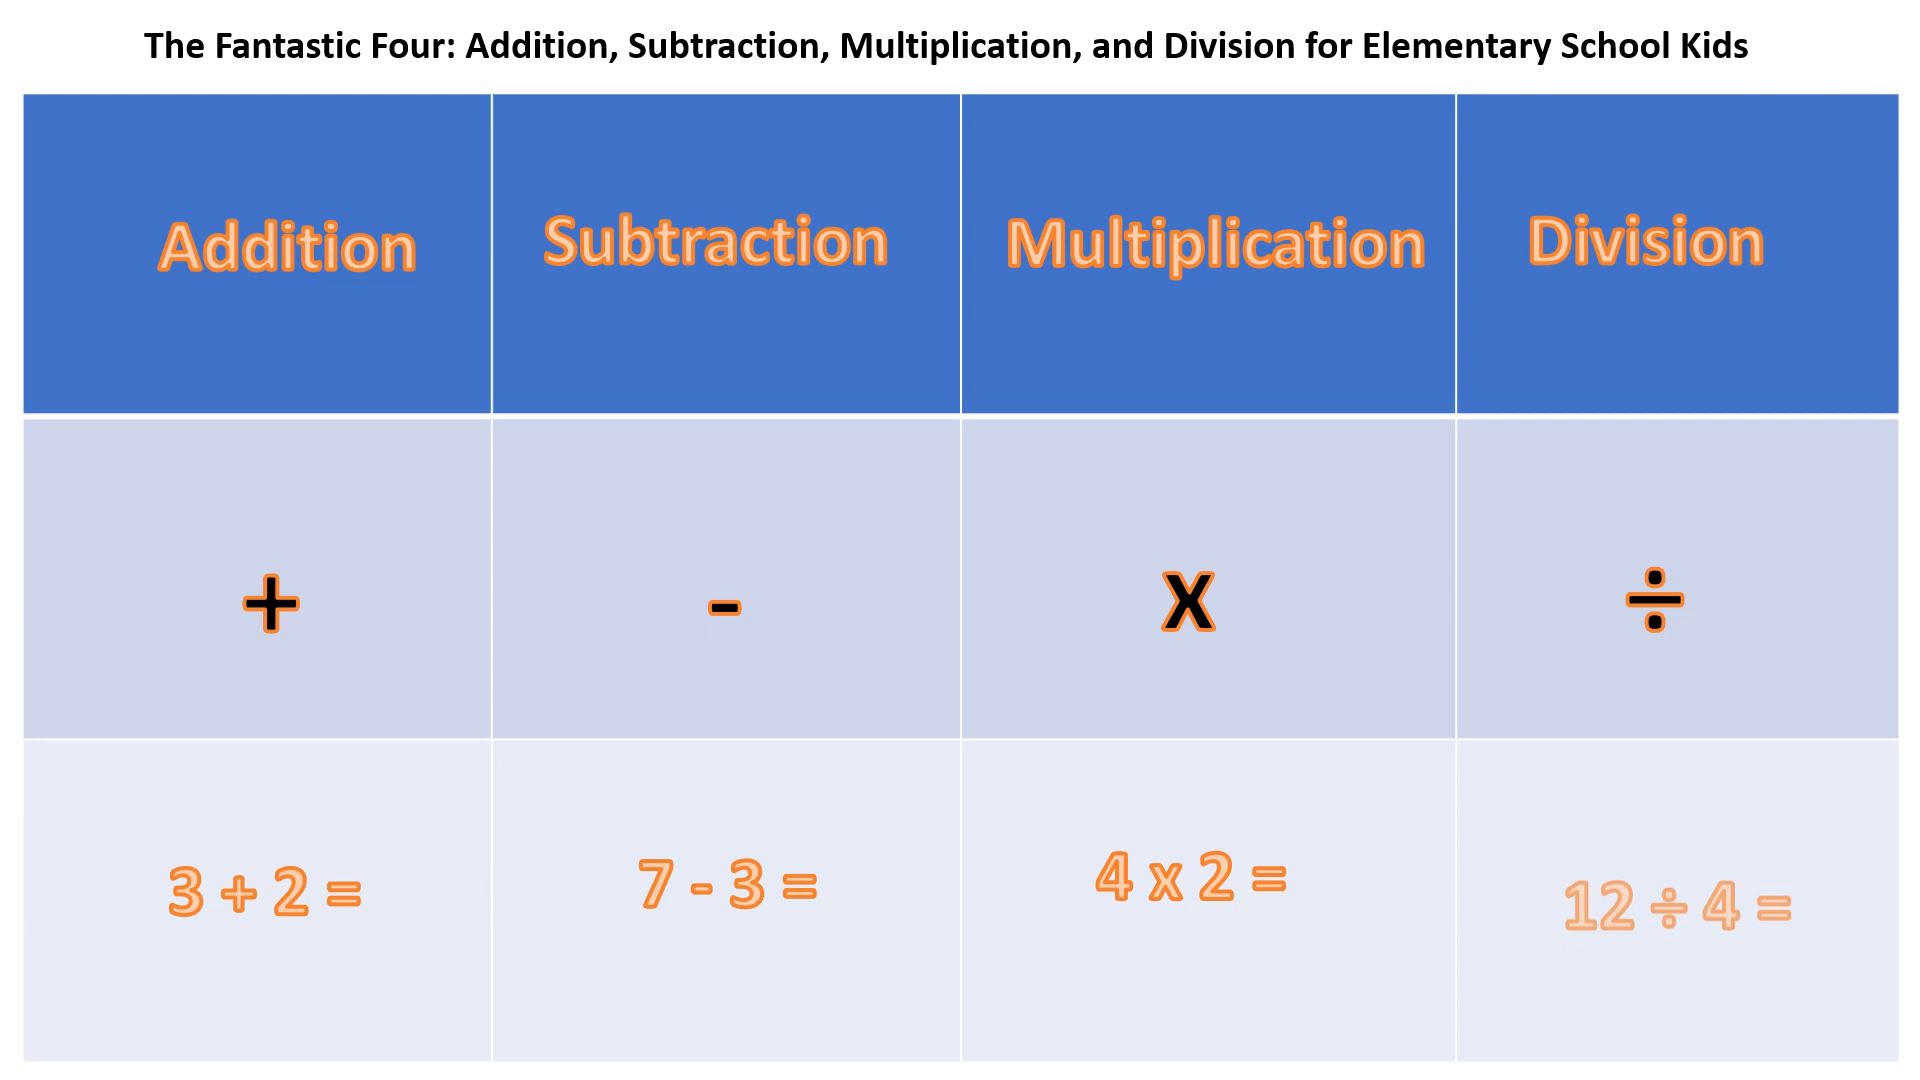 The Fantastic Four: Addition, Subtraction, Multiplication, and Division for Elementary School Kids
Addition Subtraction Multiplication Division
+ - X ÷
3 + 2 = 7 - 3 = 4 x 2 = 12 ÷ 4 =